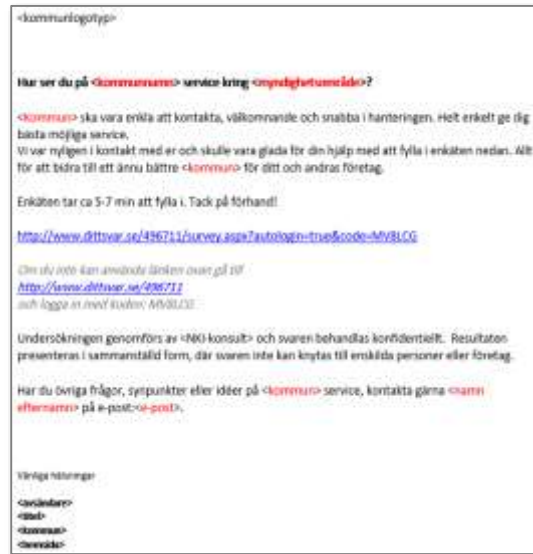 <kommunlogotyp>
Hur ser du på <kommunnamn> service kring <myndighetsområde>?
<kommun> ska vara enkla att kontakta, välkomnande och snabba i hanteringen. Helt enkelt ge dig
bästa möjliga service.
Vi var nyligen i kontakt med er och skulle vara glada för din hjälp med att fylla i enkäten nedan. Allt
för att bidra till ett ännu bättre <kommun> för ditt och andras företag.
Enkäten tar ca 5-7 min att fylla i. Tack på förhand!
http://www.dittsvar.se/496711/survey.aspx?autologin=true&code=MV8LCG
Om du inte kan använda länken ovan gå till
http://www.dittsvar.se/496711
och logga in med koden: MV8LCG
Undersökningen genomförs av <NKI-konsult> och svaren behandlas konfidentiellt. Resultaten
presenteras i sammanställd form, där svaren inte kan knytas till enskilda personer eller företag.
Har du övriga frågor, synpunkter eller idéer på <kommun> service, kontakta gärna <namn
efternamn> på e-post:<e-post>.
Vänliga hälsningar
<avsändare>
<titel>
<kommun>
<hemsida>